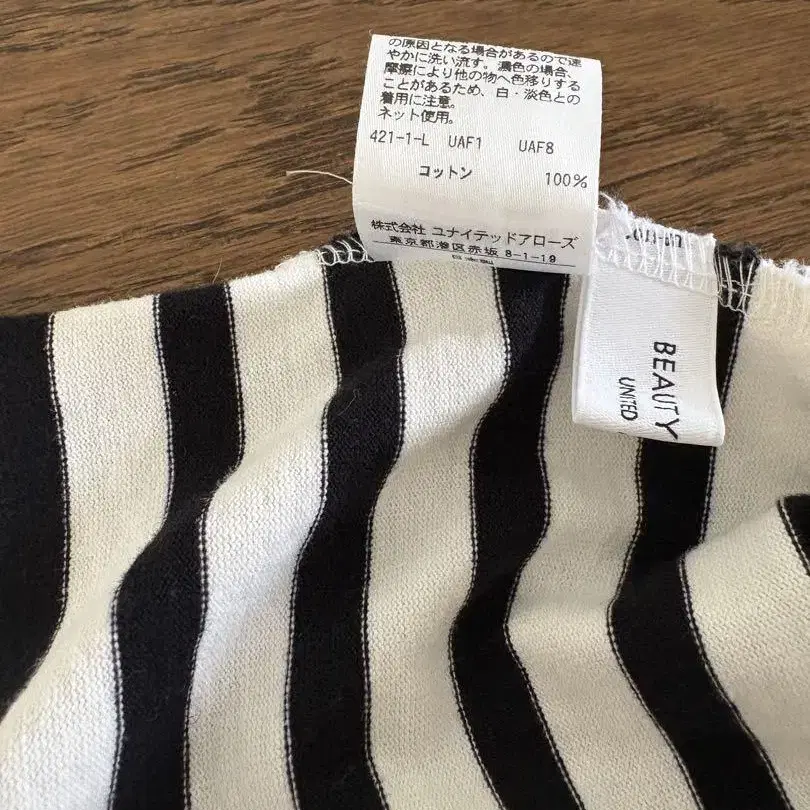 の原因となる場合があるので速
やかに洗い流す。濃色の場合、
摩擦により他の物へ色移りする
ことがあるため、白・淡色との
着用に注意。
ネット使用。
421-1-L UAF1 UAF8
コットン 100%
株式会社 ユナイテッドアローズ
東京都港区赤坂 8-1-19
日本製
BEAUTY
UNITED